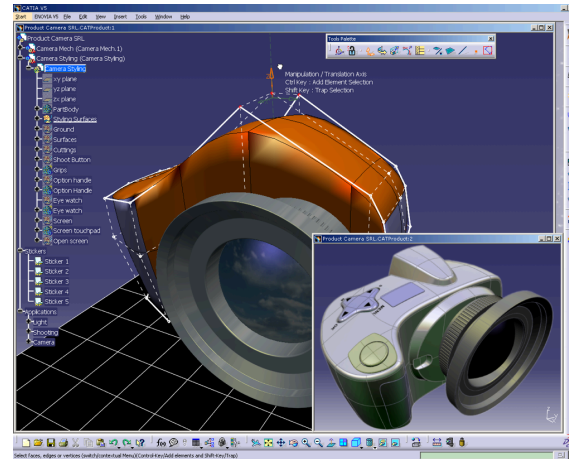 CATIA V5
Start ENOVIA V5 File Edit View Insert Tools Window Help
Product Camera SRL.CATProduct:1
Product Camera SRL
Camera Mech (Camera Mech.1)
Camera Styling (Camera Styling)
Camera Styling
xy plane
yz plane
zx plane
PartBody
Styling Surfaces
Ground
Surfaces
Cuttings
Shoot Button
Grips
Option handle
Option Handle
Eye watch
Eye watch
Screen
Screen touchpad
Open screen
Stickers
Sticker 1
Sticker 2
Sticker 3
Sticker 4
Sticker 5
Applications
Light
Shooting
Camera
Tools Palette
Manipulation / Translation Axis
Ctrl Key : Add Element Selection
Shift Key : Trap Selection
Product Camera SRL.CATProduct:2
f(x)
Select faces, edges or vertices (switch/contextual Menu)(Control-Key/Add elements and Shift-Key/Trap)